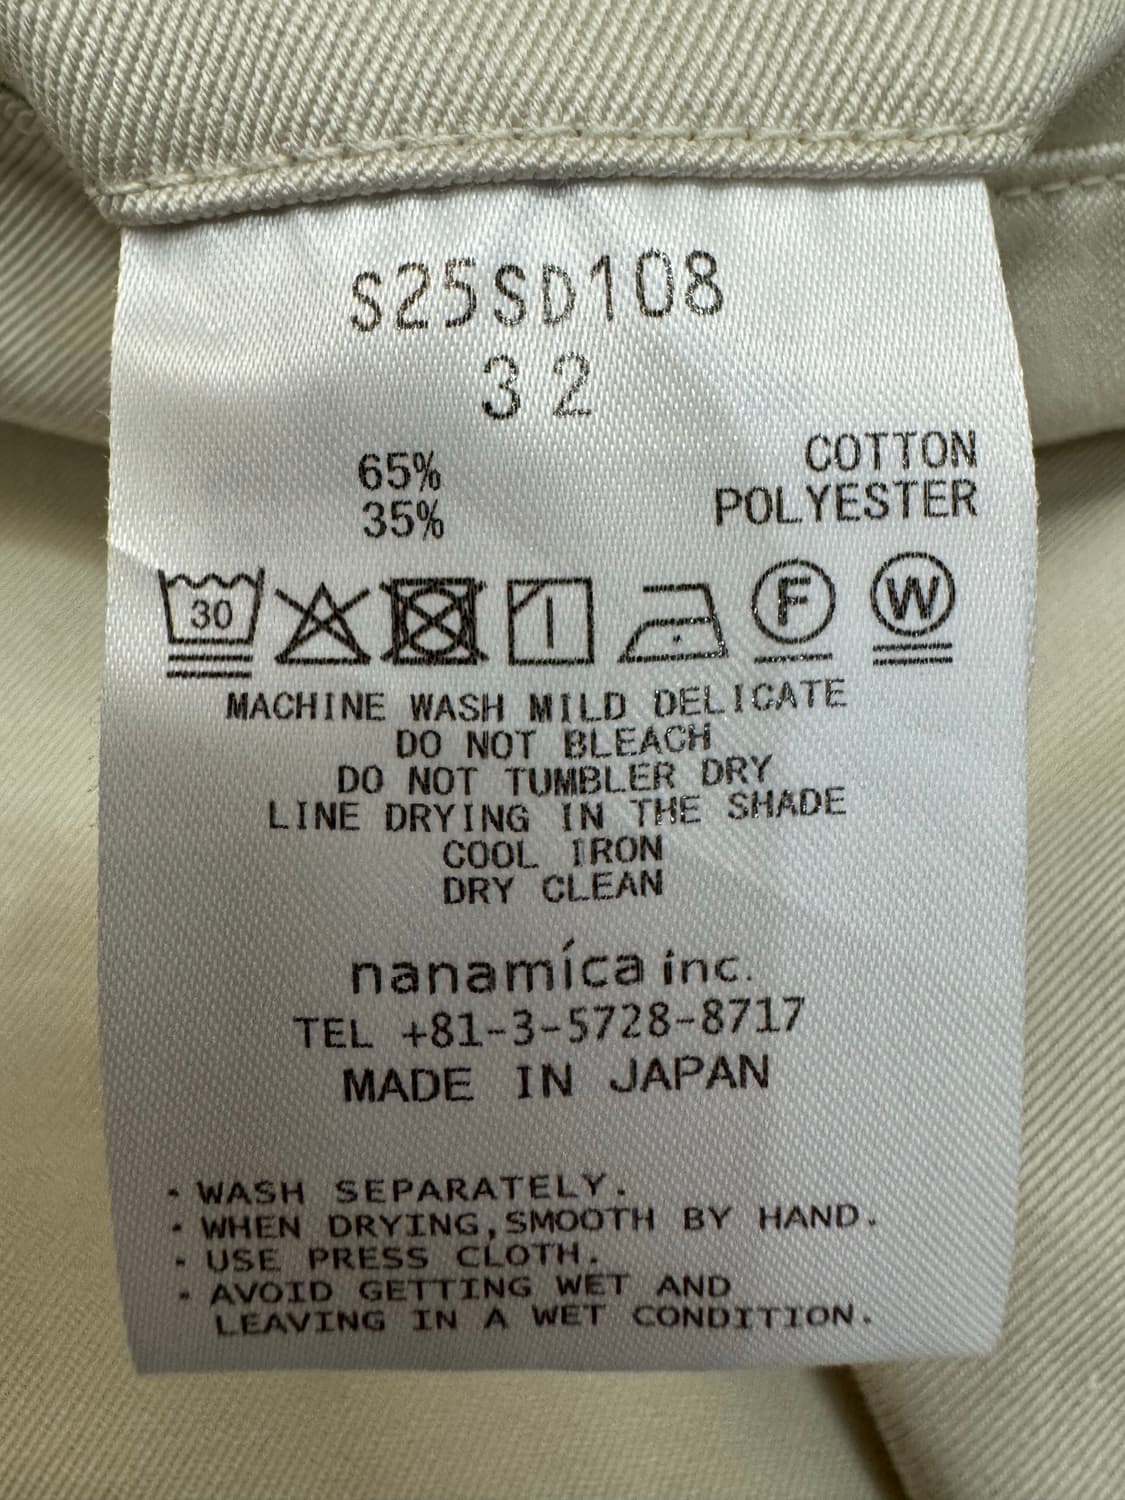 S25SD108
32
65% COTTON
35% POLYESTER
30 F W
MACHINE WASH MILD DELICATE
DO NOT BLEACH
DO NOT TUMBLER DRY
LINE DRYING IN THE SHADE
COOL IRON
DRY CLEAN
nanamíca inc.
TEL +81-3-5728-8717
MADE IN JAPAN
・WASH SEPARATELY.
・WHEN DRYING,SMOOTH BY HAND.
・USE PRESS CLOTH.
・AVOID GETTING WET AND
LEAVING IN A WET CONDITION.